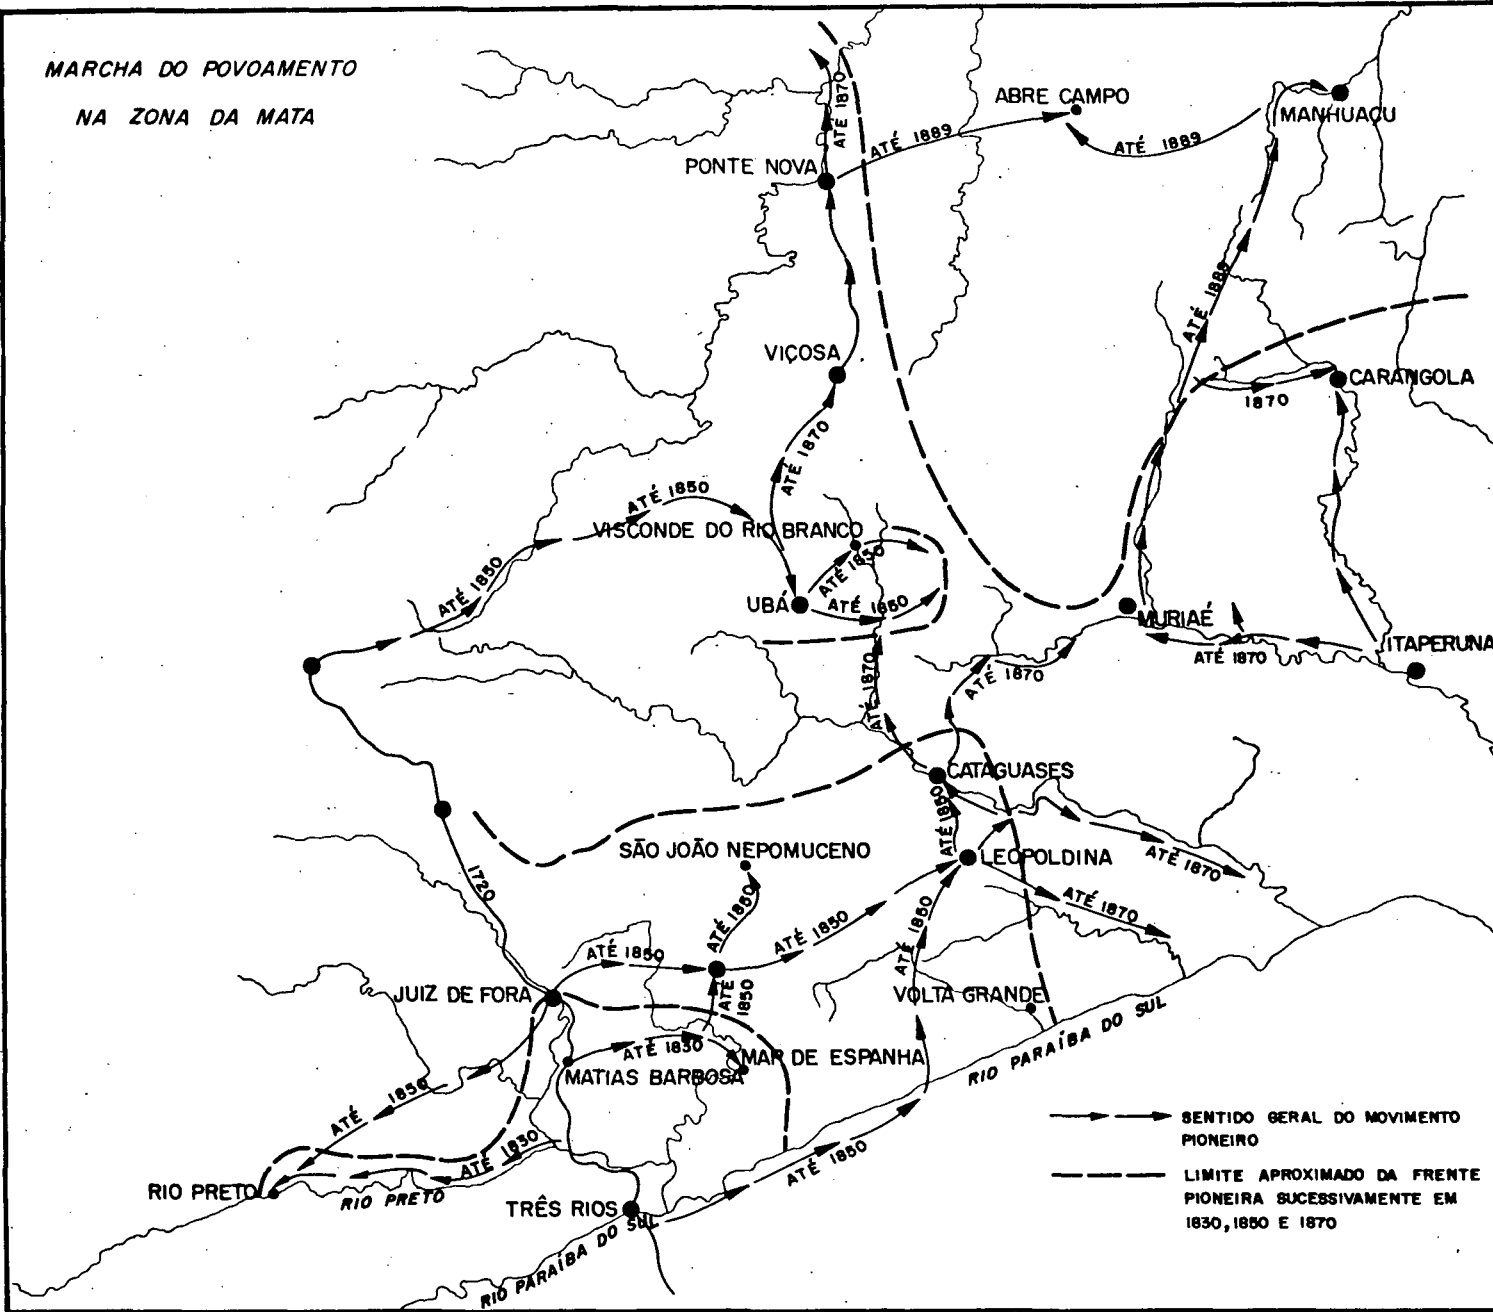 MARCHA DO POVOAMENTO
NA ZONA DA MATA
ATÉ 1870
ABRE CAMPO
MANHUAÇU
ATÉ 1889
ATÉ 1889
PONTE NOVA
ATÉ 1889
VIÇOSA
CARANGOLA
1870
ATÉ 1870
ATÉ 1850
VISCONDE DO RIO BRANCO
ATÉ 1850
ATÉ 1850
UBÁ
ATÉ 1850
MURIAÉ
ITAPERUNA
ATÉ 1870
ATÉ 1870
ATÉ 1870
CATAGUASES
ATÉ 1850
SÃO JOÃO NEPOMUCENO
LEOPOLDINA
ATÉ 1870
1720
ATÉ 1870
ATÉ 1850
ATÉ 1850
ATÉ 1850
ATÉ 1850
JUIZ DE FORA
ATÉ 1850
VOLTA GRANDE
RIO PARAÍBA DO SUL
ATÉ 1830
MAR DE ESPANHA
MATIAS BARBOSA
ATÉ 1850
ATÉ 1830
RIO PRETO
RIO PRETO
TRÊS RIOS
ATÉ 1850
RIO PARAÍBA DO SUL
SENTIDO GERAL DO MOVIMENTO
PIONEIRO
LIMITE APROXIMADO DA FRENTE
PIONEIRA SUCESSIVAMENTE EM
1830, 1850 E 1870